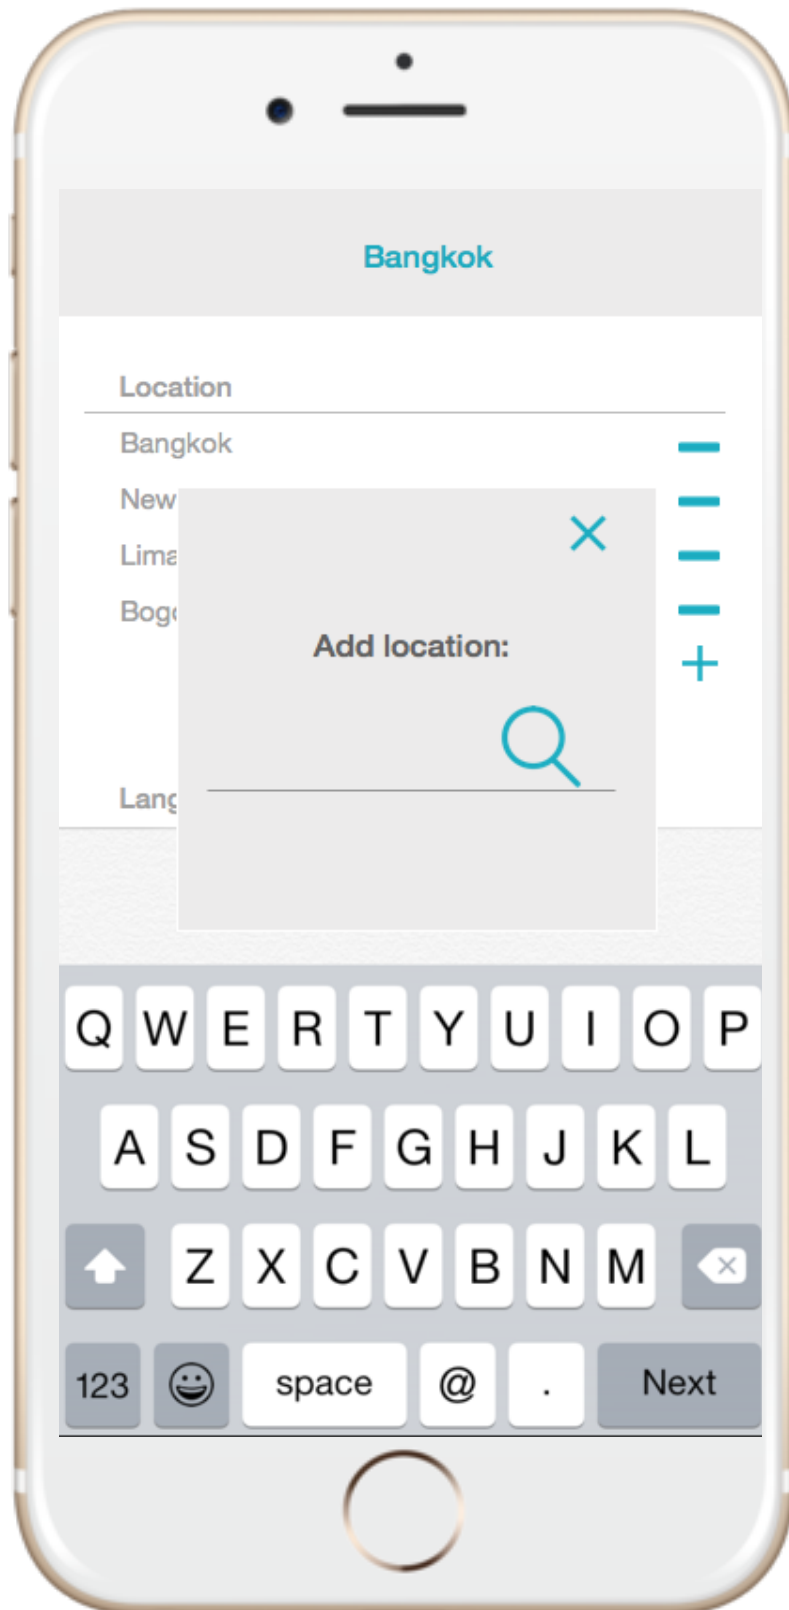 Bangkok
Location
Bangkok
New
Lima
Add location:
Q W E R T Y U I O P
A S D F G H J K L
Z X C V B N M
123 space @ . Next